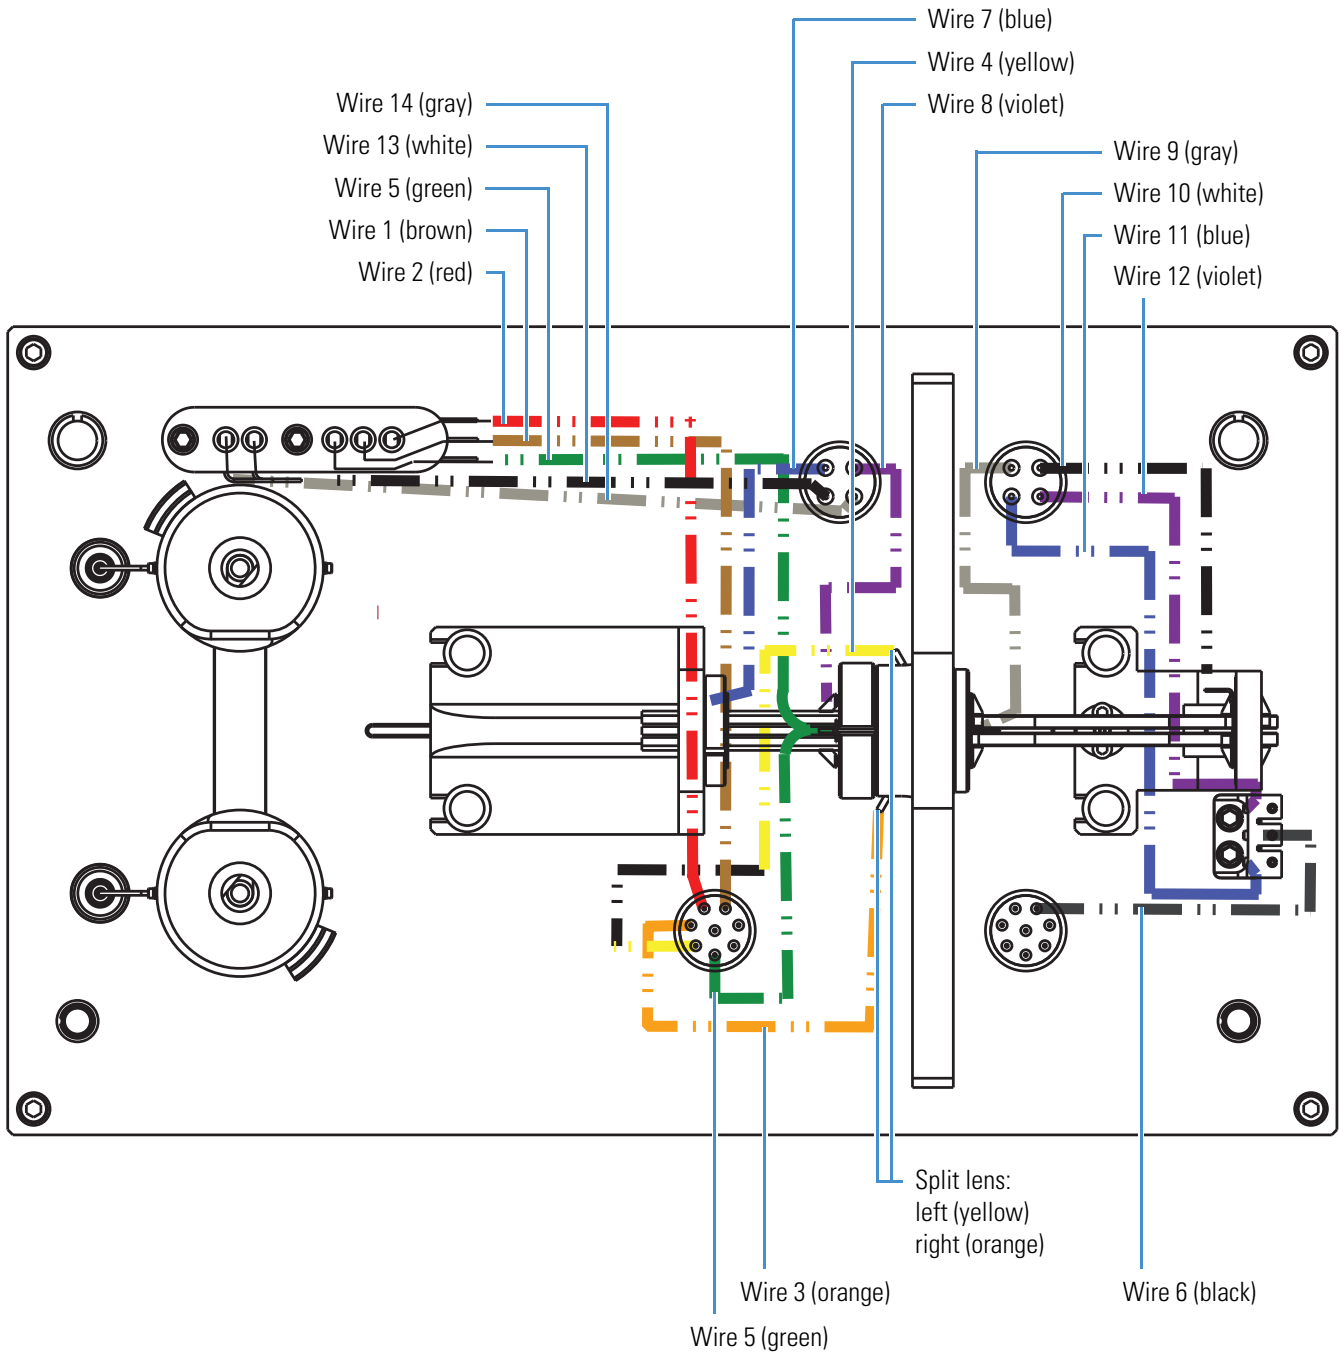 Wire 7 (blue)
Wire 4 (yellow)
Wire 8 (violet)
Wire 14 (gray)
Wire 13 (white)
Wire 5 (green)
Wire 1 (brown)
Wire 2 (red)
Wire 9 (gray)
Wire 10 (white)
Wire 11 (blue)
Wire 12 (violet)
Split lens:
left (yellow)
right (orange)
Wire 3 (orange)
Wire 6 (black)
Wire 5 (green)